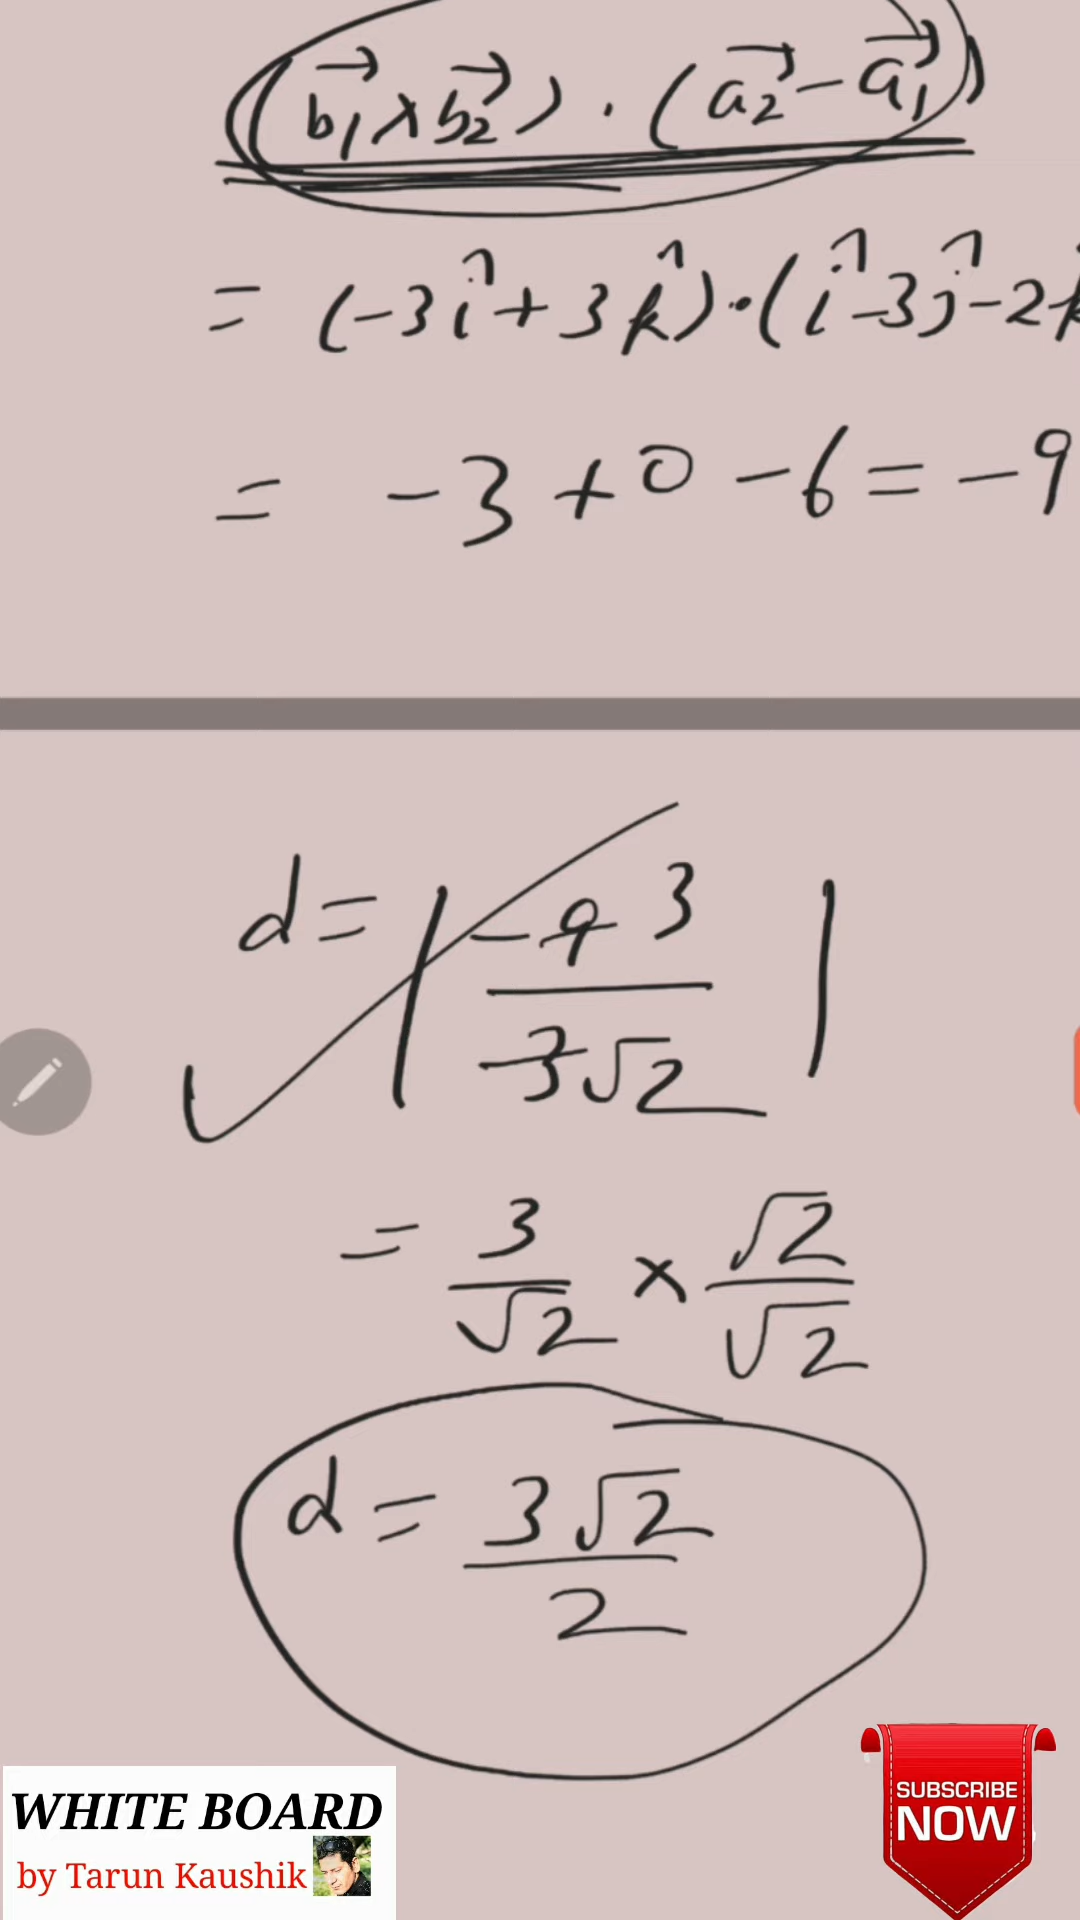 (b₁⃗ × b₂⃗) · (a₂⃗ − a₁⃗)
= (−3î + 3k̂) · (î − 3ĵ − 2k
= −3 + 0 − 6 = −9
d = | −9 3 / 3√2 |
= 3/√2 × √2/√2
d = 3√2/2
WHITE BOARD
by Tarun Kaushik
SUBSCRIBE
NOW